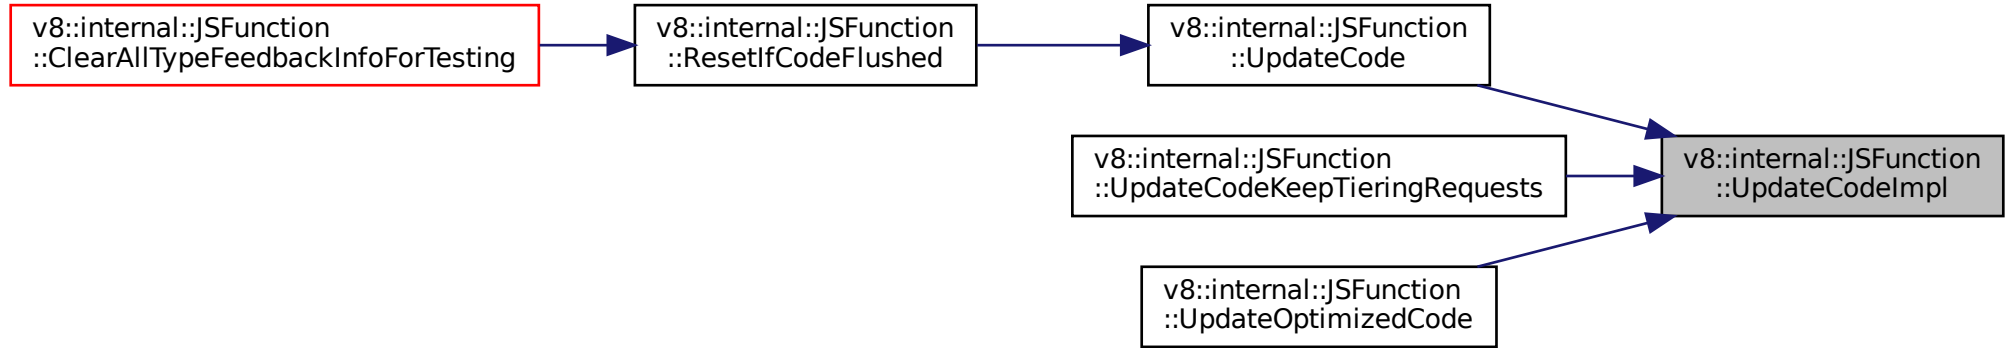 v8::internal::JSFunction
::ClearAllTypeFeedbackInfoForTesting
v8::internal::JSFunction
::ResetIfCodeFlushed
v8::internal::JSFunction
::UpdateCode
v8::internal::JSFunction
::UpdateCodeKeepTieringRequests
v8::internal::JSFunction
::UpdateOptimizedCode
v8::internal::JSFunction
::UpdateCodeImpl